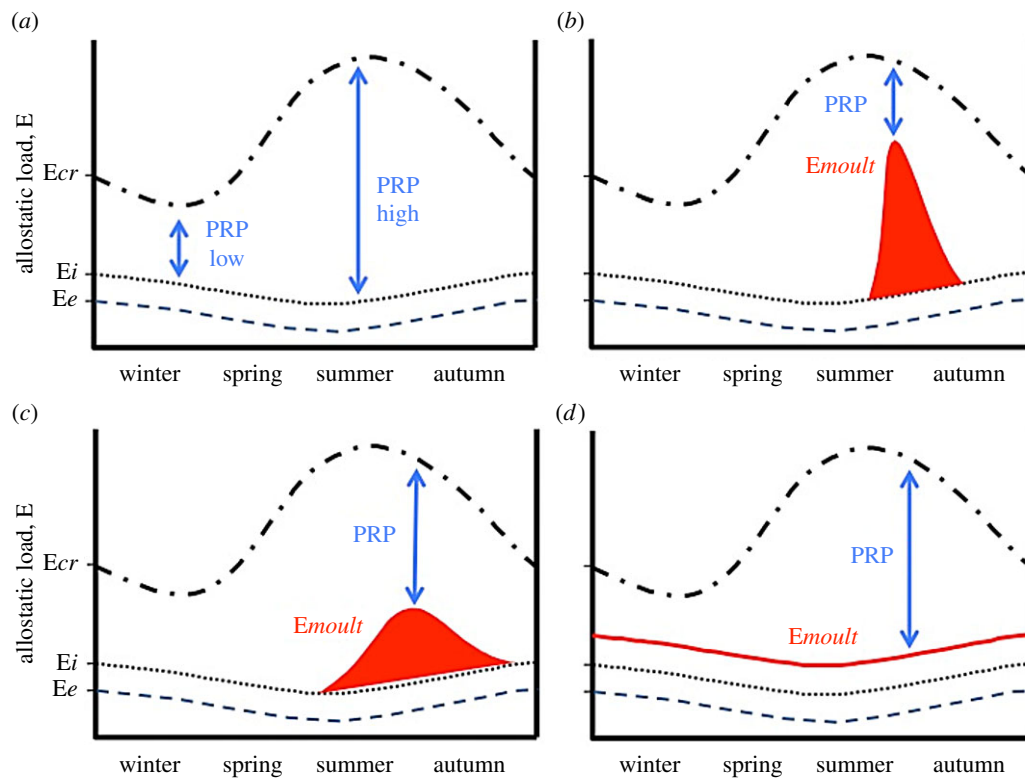 (a)
allostatic load, E
Ecr
Ei
Ee
PRP
low
PRP
high
winter spring summer autumn
(b)
PRP
Emoult
winter spring summer autumn
(c)
allostatic load, E
Ecr
Ei
Ee
PRP
Emoult
winter spring summer autumn
(d)
PRP
Emoult
winter spring summer autumn